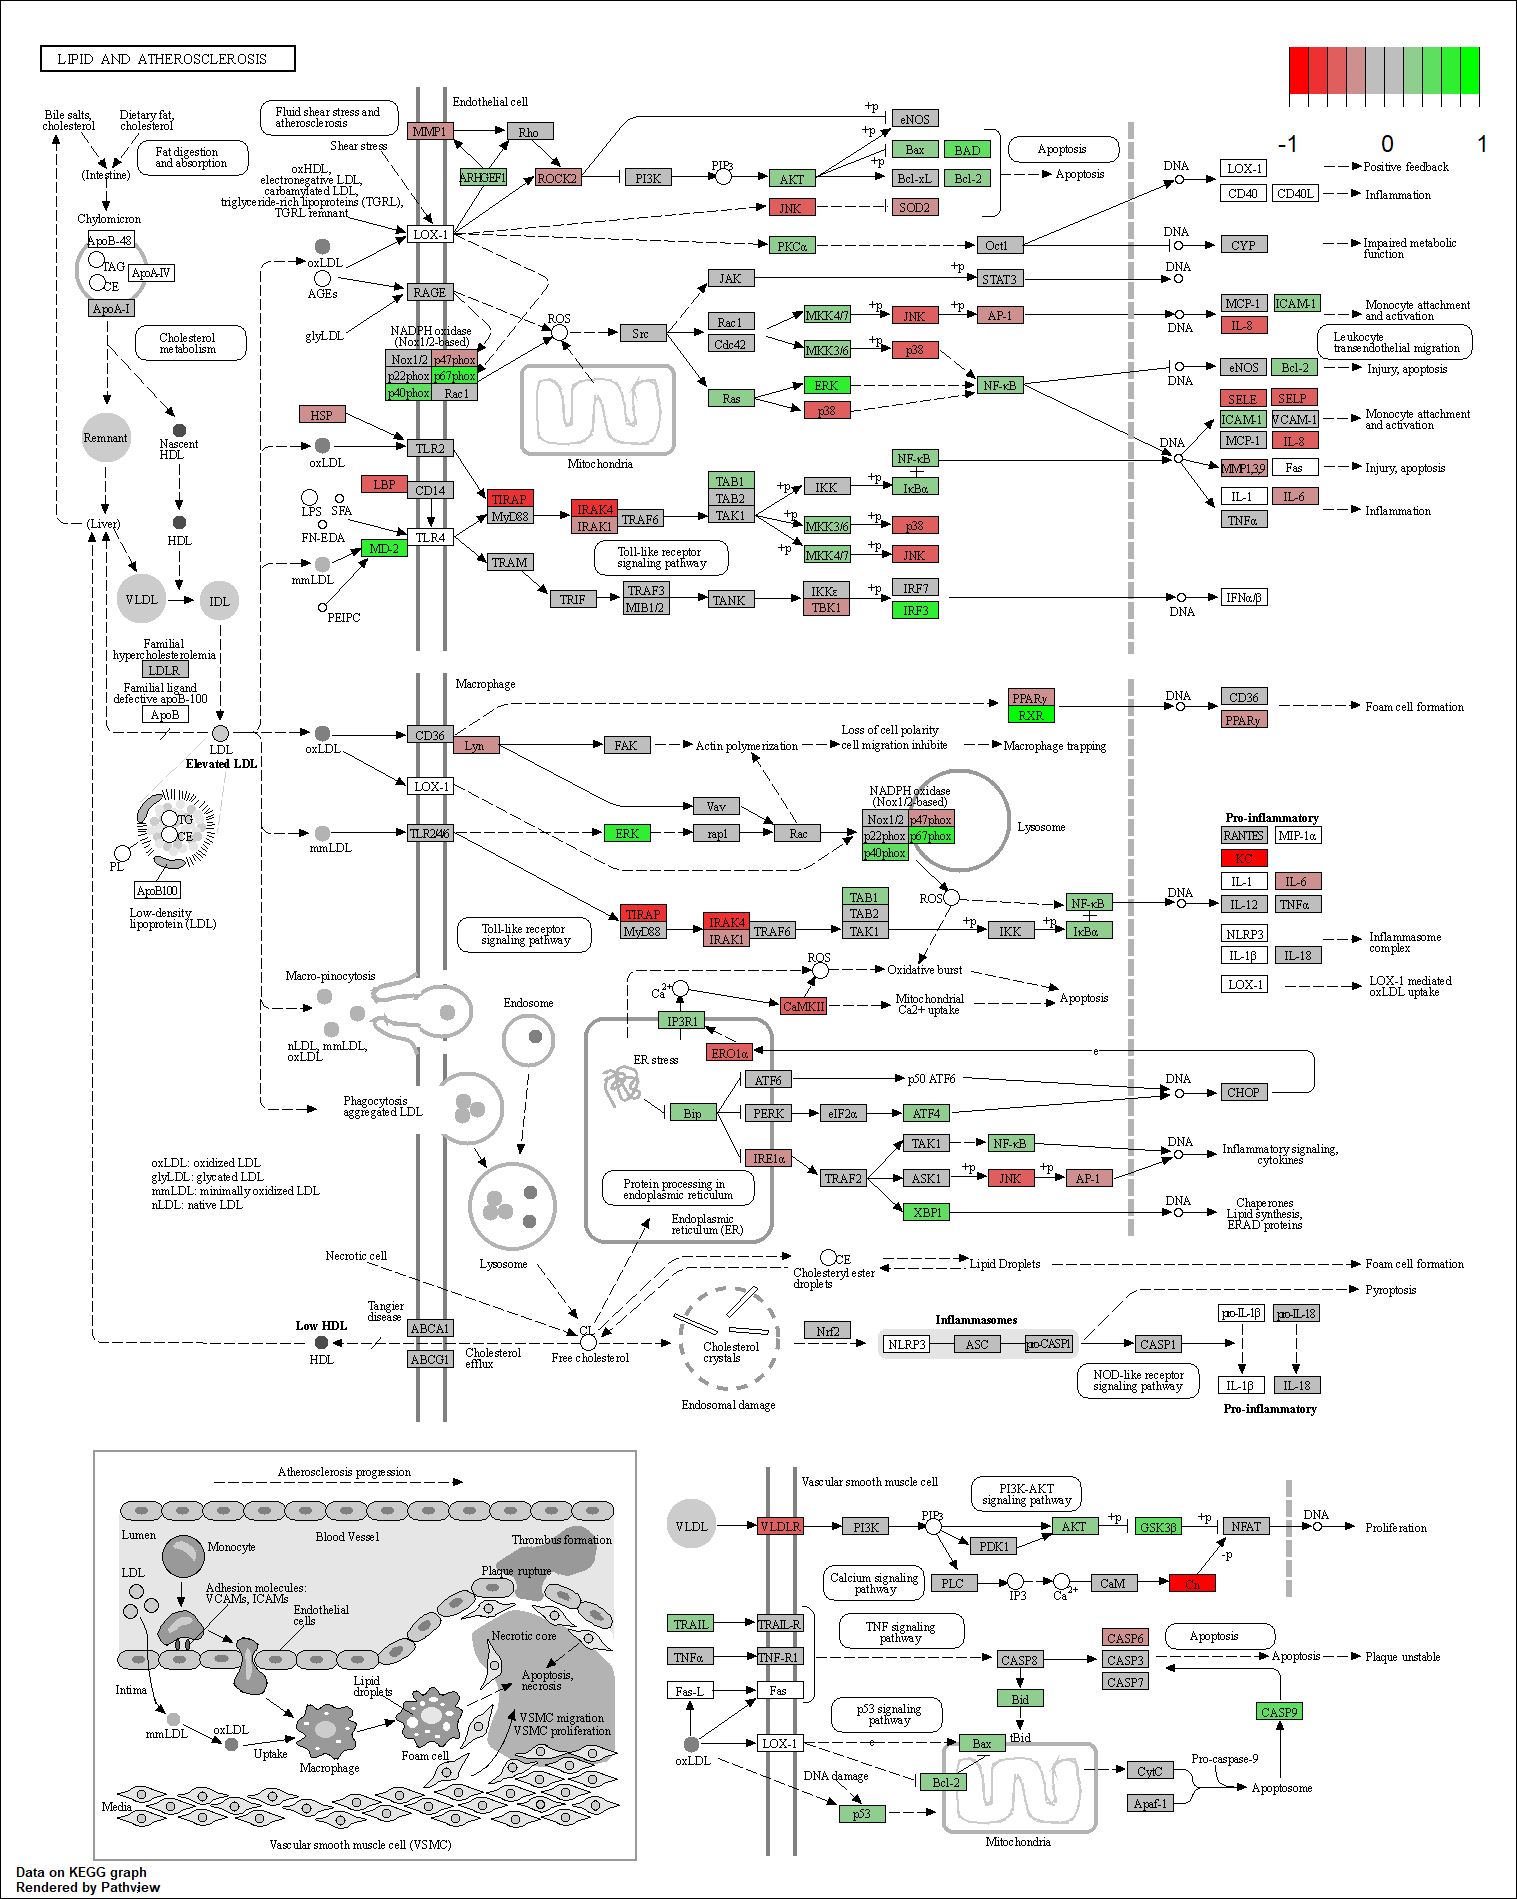 LIPID AND ATHEROSCLEROSIS
-1
0
1
Bile salts,
cholesterol
Dietary fat,
cholesterol
Fat digestion
and absorption
(Intestine)
Chylomicron
ApoB-48
TAG
CE
ApoA-IV
ApoA-I
Cholesterol
metabolism
Remnant
Nascent
HDL
(Liver)
HDL
VLDL
IDL
Familial
hypercholesterolemia
LDLR
Familial ligand
defective apoB-100
ApoB
LDL
Elevated LDL
TG
CE
PL
ApoB100
Low-density
lipoprotein (LDL)
Fluid shear stress and
atherosclerosis
Shear stress
oxHDL,
electronegative LDL,
carbamylated LDL,
triglyceride-rich lipoproteins (TGRL),
TGRL remnant
oxLDL
AGEs
glyLDL
Endothelial cell
MMP1
Rho
ARHGEF1
ROCK2
PI3K
PIP3
AKT
+p
+p
+p
eNOS
Bax
BAD
Bcl-xL
Bcl-2
Apoptosis
Apoptosis
JNK
SOD2
LOX-1
PKCα
Oct1
DNA
LOX-1
Positive feedback
CD40
CD40L
Inflammation
DNA
CYP
Impaired metabolic
function
RAGE
JAK
+p
STAT3
DNA
NADPH oxidase
(Nox1/2-based)
Nox1/2
p47phox
p22phox
p67phox
p40phox
Rac1
ROS
Src
Rac1
Cdc42
MKK4/7
+p
JNK
+p
AP-1
DNA
MCP-1
ICAM-1
IL-8
Monocyte attachment
and activation
Leukocyte
transendothelial migration
MKK3/6
+p
p38
Ras
ERK
p38
NF-κB
DNA
eNOS
Bcl-2
Injury, apoptosis
Mitochondria
HSP
oxLDL
TLR2
SELE
SELP
ICAM-1
VCAM-1
MCP-1
IL-8
Monocyte attachment
and activation
DNA
MMP1,3,9
Fas
Injury, apoptosis
IL-1
IL-6
TNFα
Inflammation
LBP
CD14
LPS
SFA
FN-EDA
TLR4
MD-2
mmLDL
PEIPC
TIRAP
MyD88
IRAK4
IRAK1
TRAF6
TAB1
TAB2
TAK1
+p
IKK
+p
NF-κB
IκBα
+p
MKK3/6
+p
p38
+p
MKK4/7
+p
JNK
Toll-like receptor
signaling pathway
TRAM
TRIF
TRAF3
MIB1/2
TANK
IKKε
TBK1
+p
IRF7
IRF3
DNA
IFNα/β
Macrophage
oxLDL
CD36
Lyn
FAK
Actin polymerization
Loss of cell polarity
cell migration inhibite
Macrophage trapping
PPARγ
RXR
DNA
CD36
PPARγ
Foam cell formation
LOX-1
Vav
mmLDL
TLR2/4/6
ERK
rap1
Rac
NADPH oxidase
(Nox1/2-based)
Nox1/2
p47phox
p22phox
p67phox
p40phox
Lysosome
Pro-inflammatory
RANTES
MIP-1α
KC
IL-1
IL-6
IL-12
TNFα
NLRP3
IL-1β
IL-18
Inflammasome
complex
LOX-1
LOX-1 mediated
oxLDL uptake
ROS
Toll-like receptor
signaling pathway
TIRAP
MyD88
IRAK4
IRAK1
TRAF6
TAB1
TAB2
TAK1
+p
IKK
+p
NF-κB
IκBα
DNA
Macro-pinocytosis
nLDL, mmLDL,
oxLDL
Endosome
ROS
Oxidative burst
Ca2+
CaMKII
Mitochondrial
Ca2+ uptake
Apoptosis
IP3R1
ERO1α
e
ER stress
ATF6
p50 ATF6
DNA
CHOP
Phagocytosis
aggregated LDL
Bip
PERK
eIF2α
ATF4
IRE1α
TRAF2
TAK1
NF-κB
ASK1
+p
JNK
+p
AP-1
DNA
Inflammatory signaling,
cytokines
XBP1
DNA
Chaperones
Lipid synthesis,
ERAD proteins
Protein processing in
endoplasmic reticulum
Endoplasmic
reticulum (ER)
oxLDL: oxidized LDL
glyLDL: glycated LDL
mmLDL: minimally oxidized LDL
nLDL: native LDL
Lysosome
Necrotic cell
CE
Cholesteryl ester
droplets
Lipid Droplets
Foam cell formation
Pyroptosis
Tangier
disease
Low HDL
HDL
ABCA1
ABCG1
Cholesterol
efflux
CL
Free cholesterol
Cholesterol
crystals
Endosomal damage
Nrf2
Inflammasomes
NLRP3
ASC
pro-CASP1
CASP1
NOD-like receptor
signaling pathway
pro-IL-1β
pro-IL-18
IL-1β
IL-18
Pro-inflammatory
Atherosclerosis progression
Lumen
Blood Vessel
Monocyte
Thrombus formation
Plaque rupture
LDL
Adhesion molecules:
VCAMs, ICAMs
Endothelial
cells
Necrotic core
Intima
Lipid
droplets
Apoptosis,
necrosis
mmLDL
oxLDL
Uptake
Macrophage
Foam cell
VSMC migration
VSMC proliferation
Media
Vascular smooth muscle cell (VSMC)
Vascular smooth muscle cell
PI3K-AKT
signaling pathway
VLDL
VLDLR
PI3K
PIP3
PDK1
AKT
+p
GSK3β
+p
NFAT
DNA
Proliferation
-p
Calcium signaling
pathway
PLC
IP3
Ca2+
CaM
Cn
TRAIL
TRAIL-R
TNF signaling
pathway
TNFα
TNF-R1
CASP8
CASP6
CASP3
CASP7
Apoptosis
Apoptosis
Plaque unstable
Fas-L
Fas
Bid
p53 signaling
pathway
CASP9
oxLDL
LOX-1
e
Bax
tBid
DNA damage
Bcl-2
p53
Mitochondria
CytC
Apaf-1
Pro-caspase-9
Apoptosome
Data on KEGG graph
Rendered by Pathview